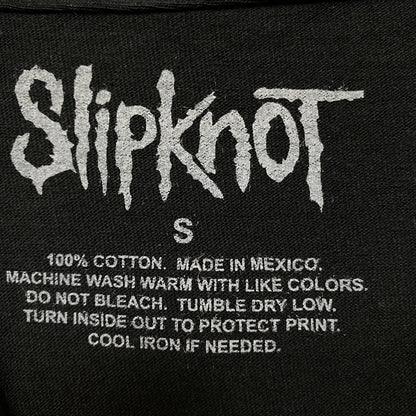 Slipknot
S
100% COTTON. MADE IN MEXICO.
MACHINE WASH WARM WITH LIKE COLORS.
DO NOT BLEACH. TUMBLE DRY LOW.
TURN INSIDE OUT TO PROTECT PRINT.
COOL IRON IF NEEDED.